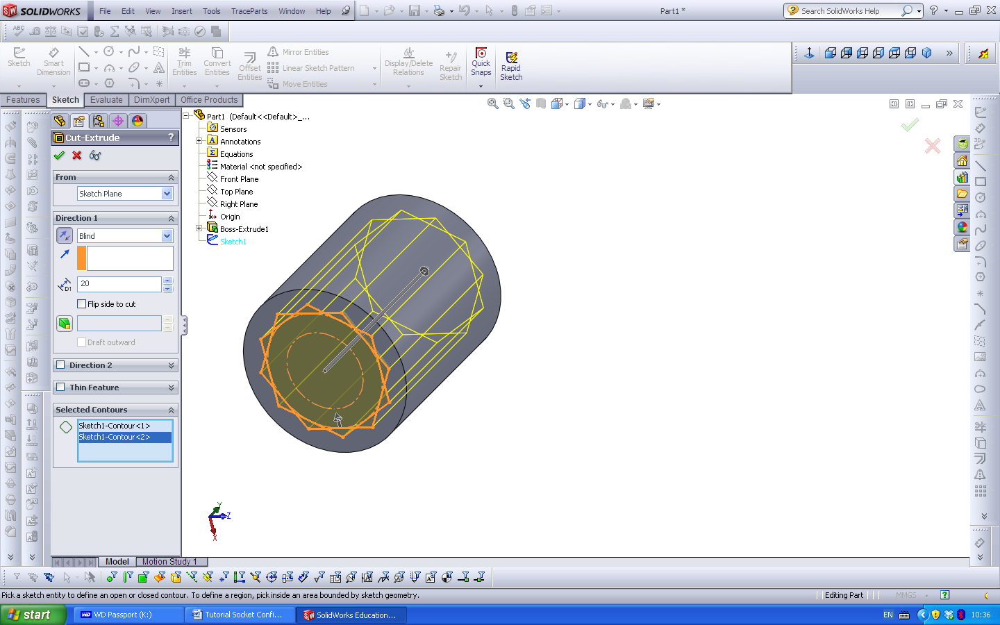 SOLIDWORKS File Edit View Insert Tools TraceParts Window Help Part1 * Search SolidWorks Help
ABC
Sketch Smart Dimension Trim Entities Convert Entities Offset Entities Mirror Entities Linear Sketch Pattern Move Entities Display/Delete Relations Repair Sketch Quick Snaps Rapid Sketch
Features Sketch Evaluate DimXpert Office Products
Cut-Extrude ?
From
Sketch Plane
Direction 1
Blind
D1 20
Flip side to cut
Draft outward
Direction 2
Thin Feature
Selected Contours
Sketch1-Contour<1>
Sketch1-Contour<2>
Part1 (Default<<Default>_...
Sensors
Annotations
Equations
Material <not specified>
Front Plane
Top Plane
Right Plane
Origin
Boss-Extrude1
Sketch1
3D
Y
Z
X
Model Motion Study 1
Pick a sketch entity to define an open or closed contour. To define a region, pick inside an area bounded by sketch geometry. Editing Part MMGS ?
start WD Passport (K:) Tutorial Socket Confi... SolidWorks Education... EN 10:36